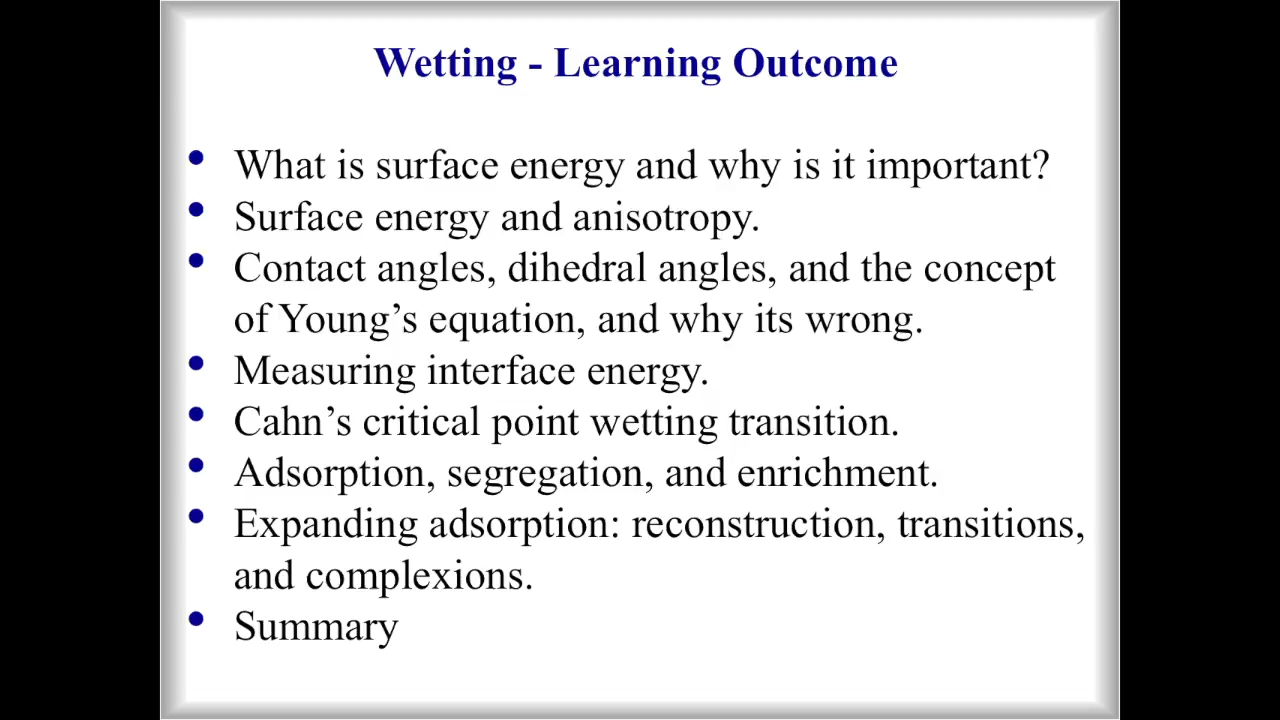 Wetting - Learning Outcome
• What is surface energy and why is it important?
• Surface energy and anisotropy.
• Contact angles, dihedral angles, and the concept
of Young’s equation, and why its wrong.
• Measuring interface energy.
• Cahn’s critical point wetting transition.
• Adsorption, segregation, and enrichment.
• Expanding adsorption: reconstruction, transitions,
and complexions.
• Summary